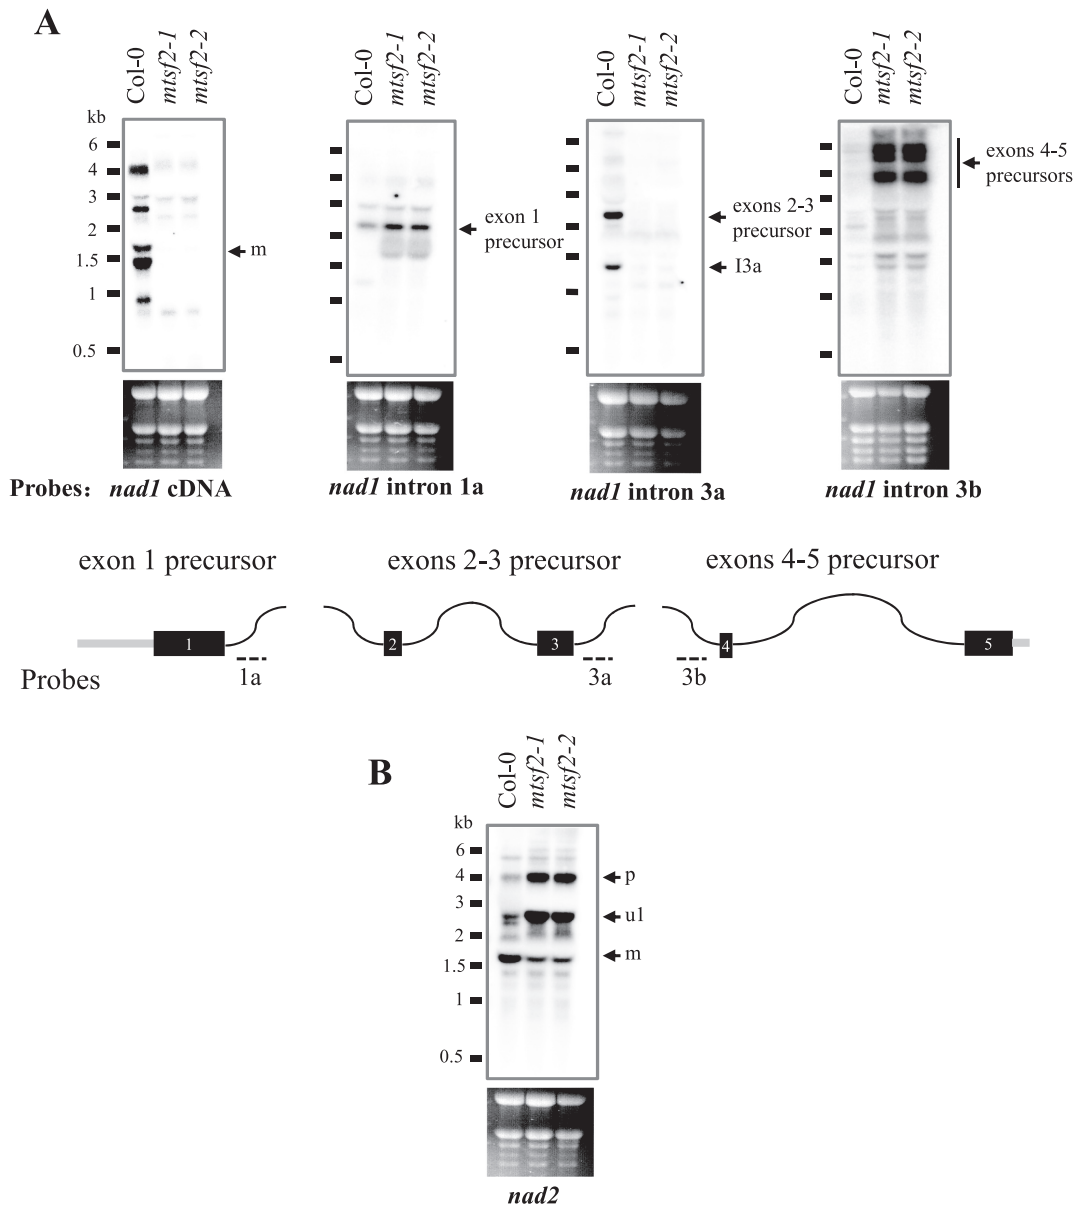 A
Col-0 mtsf2-1 mtsf2-2
Col-0 mtsf2-1 mtsf2-2
Col-0 mtsf2-1 mtsf2-2
Col-0 mtsf2-1 mtsf2-2
kb
6
4
3
2
1.5
1
0.5
m
exon 1
precursor
exons 2-3
precursor
I3a
exons 4-5
precursors
Probes: nad1 cDNA
nad1 intron 1a
nad1 intron 3a
nad1 intron 3b
exon 1 precursor
exons 2-3 precursor
exons 4-5 precursor
1
2
3
4
5
Probes
1a
3a
3b
B
Col-0 mtsf2-1 mtsf2-2
kb
6
4
3
2
1.5
1
0.5
p
u1
m
nad2